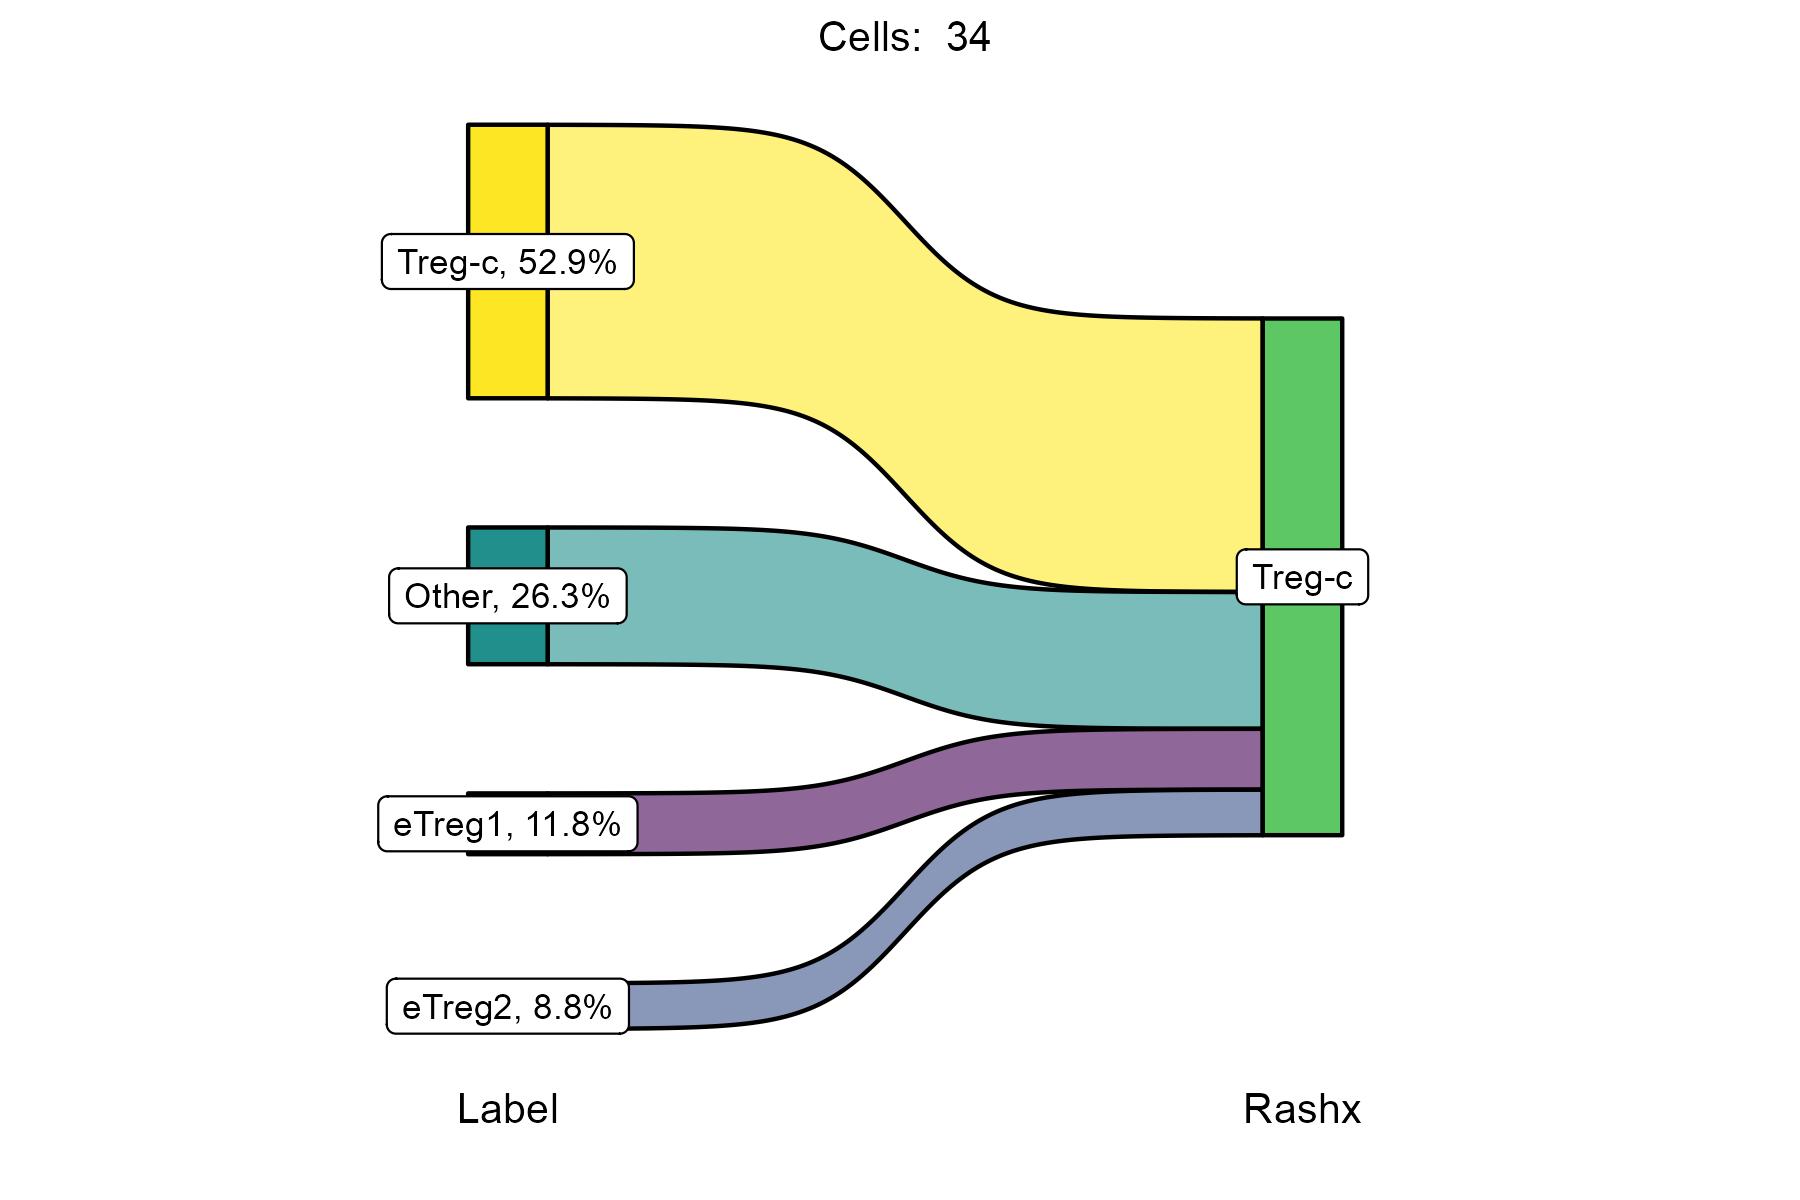 Cells:  34
Treg-c, 52.9%
Treg-c
Other, 26.3%
eTreg1, 11.8%
eTreg2, 8.8%
Label
Rashx